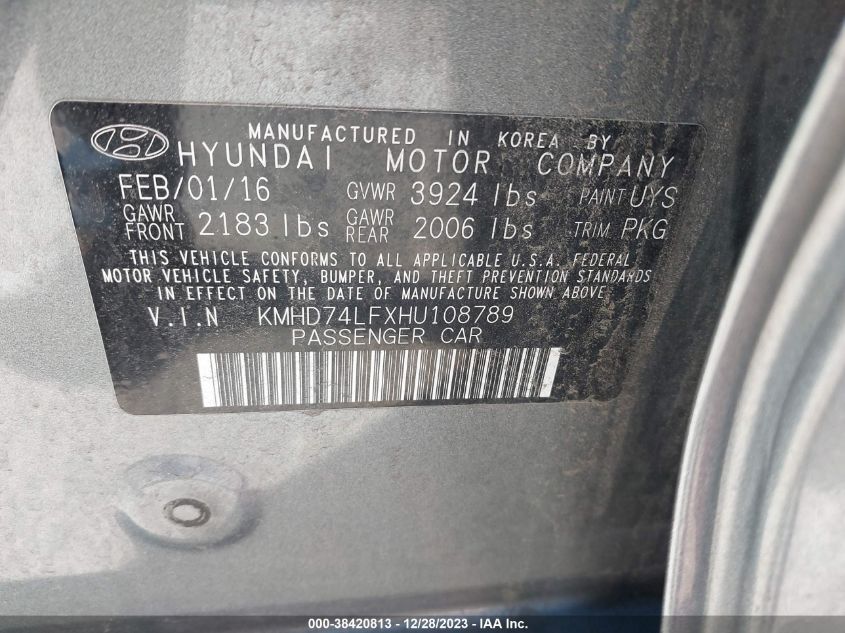 MANUFACTURED IN KOREA BY
HYUNDAI MOTOR COMPANY
FEB/01/16 GVWR 3924 lbs PAINT UYS
GAWR FRONT 2183 lbs GAWR REAR 2006 lbs TRIM PKG
THIS VEHICLE CONFORMS TO ALL APPLICABLE U.S.A. FEDERAL
MOTOR VEHICLE SAFETY, BUMPER, AND THEFT PREVENTION STANDARDS
IN EFFECT ON THE DATE OF MANUFACTURE SHOWN ABOVE
V.I.N KMHD74LFXHU108789
PASSENGER CAR
000-38420813 - 12/28/2023 - Copyright © 2023 IAA, Inc.